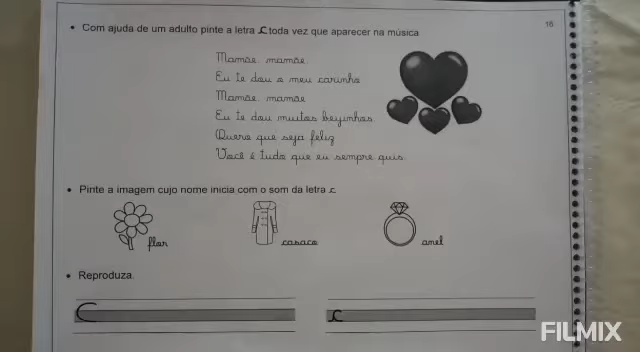 16
• Com ajuda de um adulto pinte a letra c toda vez que aparecer na música
Mamãe, mamãe
Eu te dou o meu carinho
Mamãe, mamãe
Eu te dou muitos beijinhos
Quero que seja feliz
Você é tudo que eu sempre quis.
• Pinte a imagem cujo nome inicia com o som da letra c
flor casaco anel
• Reproduza.
C c
FILMIX